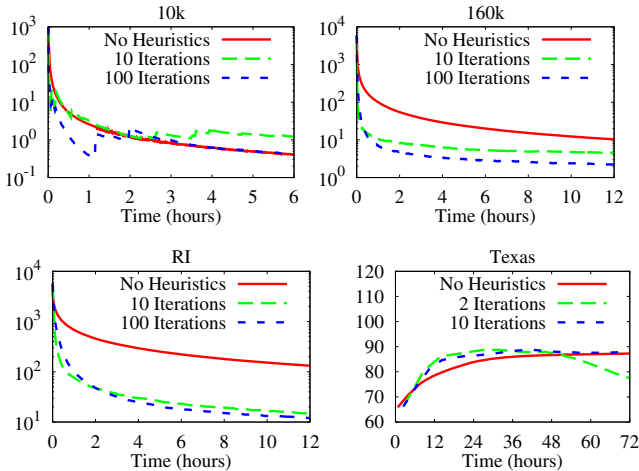 10k
10^3
10^2
10^1
10^0
10^-1
No Heuristics
10 Iterations
100 Iterations
0 1 2 3 4 5 6
Time (hours)
160k
10^4
10^3
10^2
10^1
10^0
No Heuristics
10 Iterations
100 Iterations
0 2 4 6 8 10 12
Time (hours)
RI
10^4
10^3
10^2
10^1
No Heuristics
10 Iterations
100 Iterations
0 2 4 6 8 10 12
Time (hours)
Texas
120
110
100
90
80
70
60
No Heuristics
2 Iterations
10 Iterations
0 12 24 36 48 60 72
Time (hours)